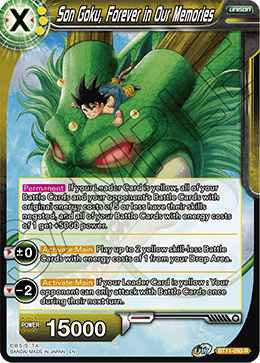 X
UNISON
Son Goku, Forever in Our Memories
Permanent If your Leader Card is yellow, all of your
Battle Cards and your opponent's Battle Cards with
original energy costs of 5 or less have their skills
negated, and all of your Battle Cards with energy costs
of 1 get +5000 power.
±0 Activate:Main Play up to 2 yellow skill-less Battle
Cards with energy costs of 1 from your Drop Area.
-2 Activate:Main If your Leader Card is yellow : Your
opponent can only attack with Battle Cards once
during their next turn.
POWER 15000
©B.S./S.,T.A.
BANDAI MADE IN JAPAN EN
BT11-093 R